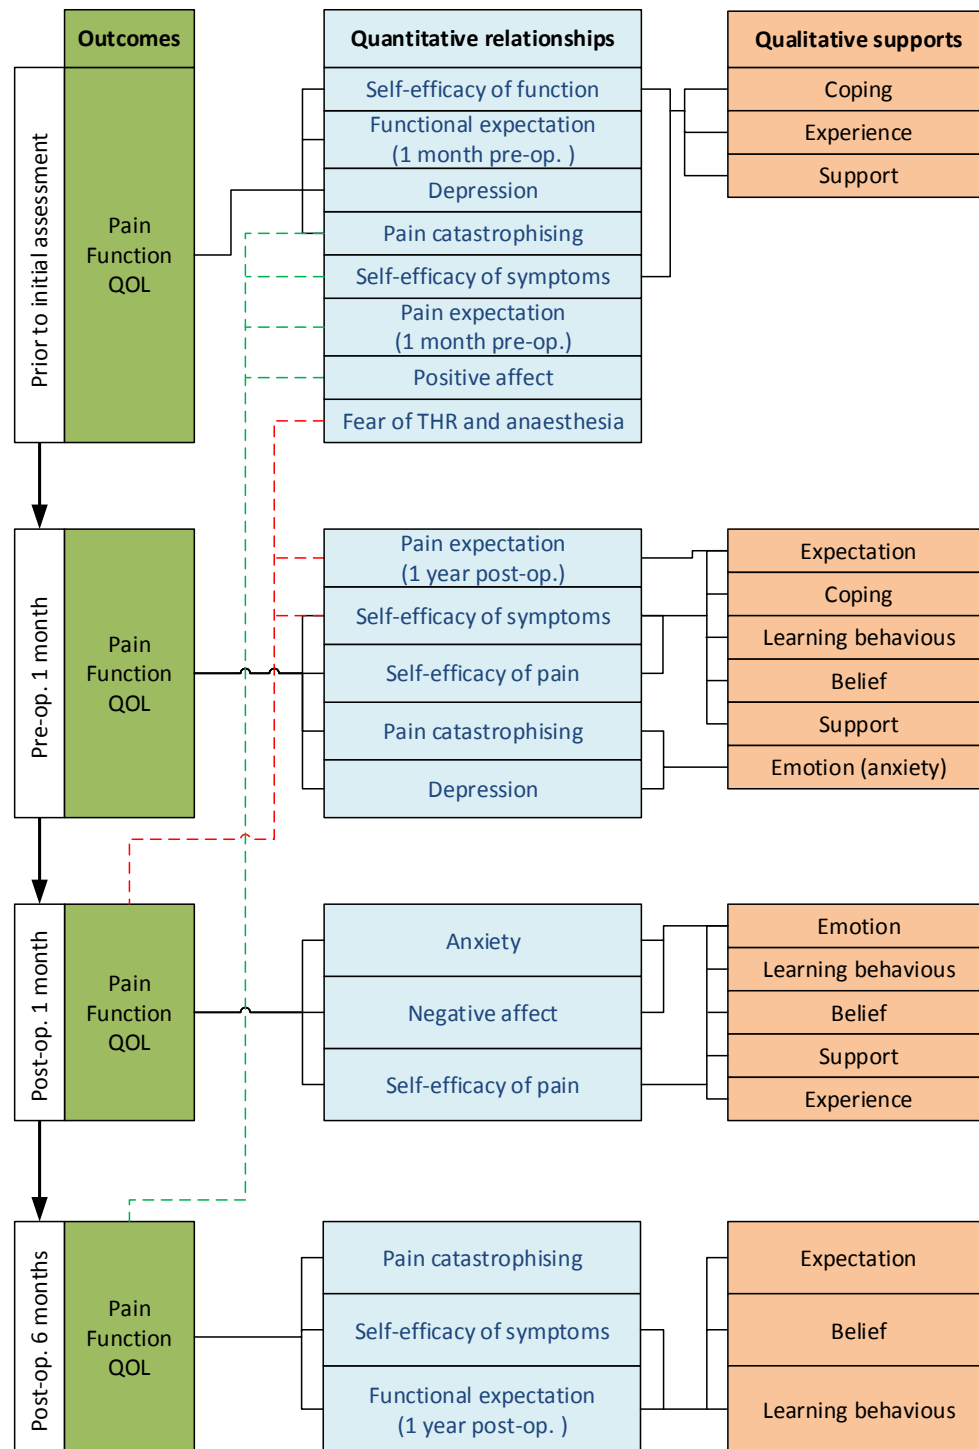 Outcomes
Quantitative relationships
Qualitative supports
Prior to initial assessment
Pain
Function
QOL
Self-efficacy of function
Functional expectation
(1 month pre-op. )
Depression
Pain catastrophising
Self-efficacy of symptoms
Pain expectation
(1 month pre-op.)
Positive affect
Fear of THR and anaesthesia
Coping
Experience
Support
Pre-op. 1 month
Pain
Function
QOL
Pain expectation
(1 year post-op.)
Self-efficacy of symptoms
Self-efficacy of pain
Pain catastrophising
Depression
Expectation
Coping
Learning behavious
Belief
Support
Emotion (anxiety)
Post-op. 1 month
Pain
Function
QOL
Anxiety
Negative affect
Self-efficacy of pain
Emotion
Learning behavious
Belief
Support
Experience
Post-op. 6 months
Pain
Function
QOL
Pain catastrophising
Self-efficacy of symptoms
Functional expectation
(1 year post-op. )
Expectation
Belief
Learning behavious